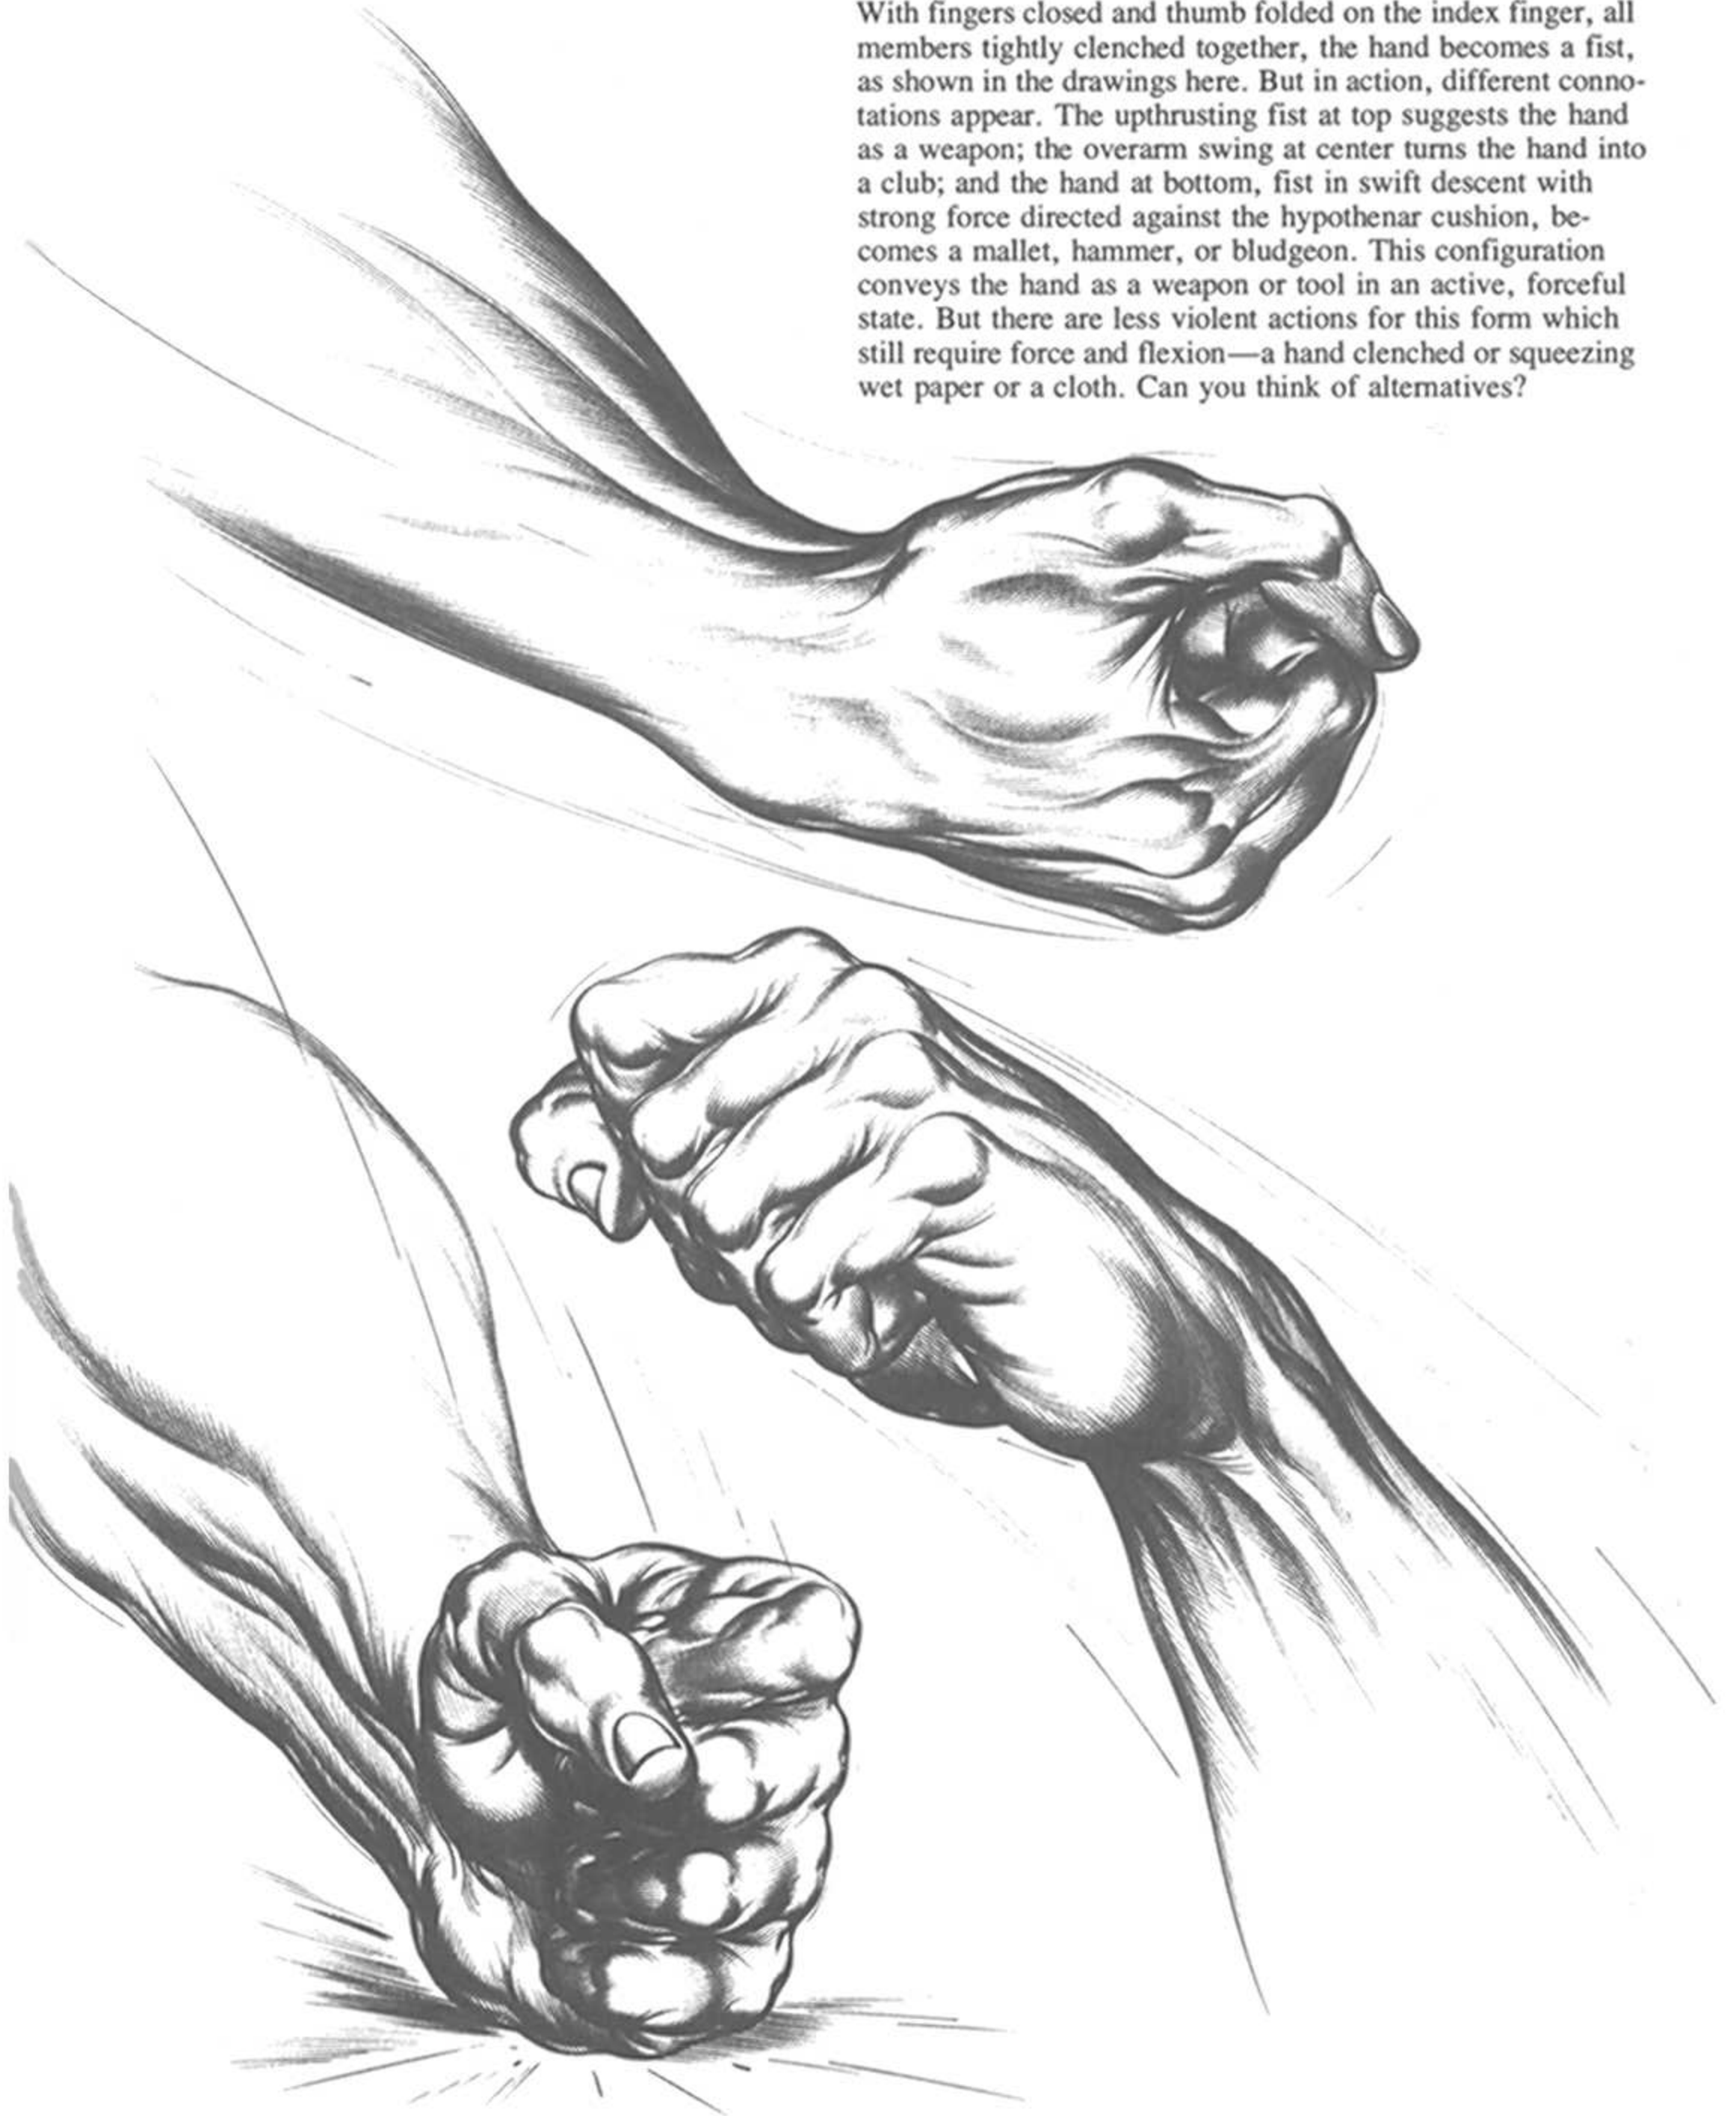 With fingers closed and thumb folded on the index finger, all
members tightly clenched together, the hand becomes a fist,
as shown in the drawings here. But in action, different conno-
tations appear. The upthrusting fist at top suggests the hand
as a weapon; the overarm swing at center turns the hand into
a club; and the hand at bottom, fist in swift descent with
strong force directed against the hypothenar cushion, be-
comes a mallet, hammer, or bludgeon. This configuration
conveys the hand as a weapon or tool in an active, forceful
state. But there are less violent actions for this form which
still require force and flexion—a hand clenched or squeezing
wet paper or a cloth. Can you think of alternatives?